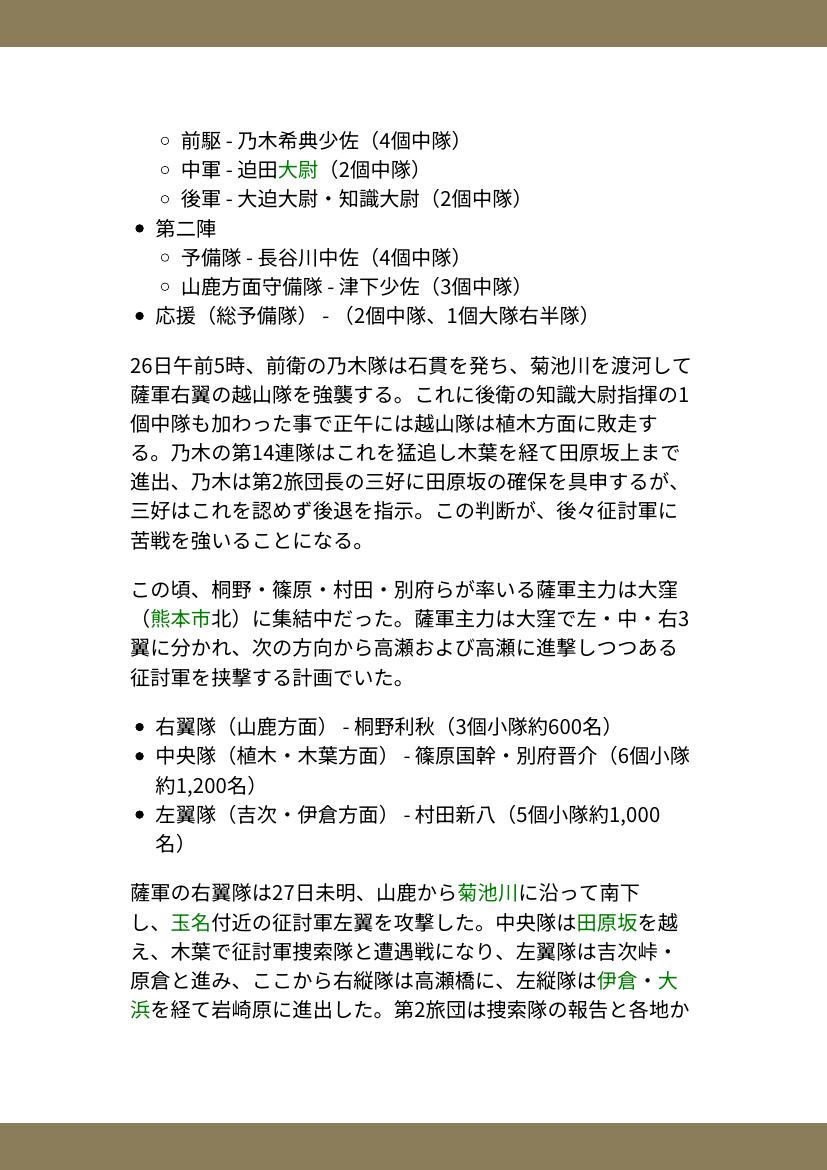 前駆 - 乃木希典少佐（4個中隊）
中軍 - 迫田大尉（2個中隊）
後軍 - 大迫大尉・知識大尉（2個中隊）
第二陣
予備隊 - 長谷川中佐（4個中隊）
山鹿方面守備隊 - 津下少佐（3個中隊）
応援（総予備隊） - （2個中隊、1個大隊右半隊）
26日午前5時、前衛の乃木隊は石貫を発ち、菊池川を渡河して
薩軍右翼の越山隊を強襲する。これに後衛の知識大尉指揮の1
個中隊も加わった事で正午には越山隊は植木方面に敗走す
る。乃木の第14連隊はこれを猛追し木葉を経て田原坂上まで
進出、乃木は第2旅団長の三好に田原坂の確保を具申するが、
三好はこれを認めず後退を指示。この判断が、後々征討軍に
苦戦を強いることになる。
この頃、桐野・篠原・村田・別府らが率いる薩軍主力は大窪
（熊本市北）に集結中だった。薩軍主力は大窪で左・中・右3
翼に分かれ、次の方向から高瀬および高瀬に進撃しつつある
征討軍を挟撃する計画でいた。
右翼隊（山鹿方面） - 桐野利秋（3個小隊約600名）
中央隊（植木・木葉方面） - 篠原国幹・別府晋介（6個小隊
約1,200名）
左翼隊（吉次・伊倉方面） - 村田新八（5個小隊約1,000
名）
薩軍の右翼隊は27日未明、山鹿から菊池川に沿って南下
し、玉名付近の征討軍左翼を攻撃した。中央隊は田原坂を越
え、木葉で征討軍捜索隊と遭遇戦になり、左翼隊は吉次峠・
原倉と進み、ここから右縦隊は高瀬橋に、左縦隊は伊倉・大
浜を経て岩崎原に進出した。第2旅団は捜索隊の報告と各地か